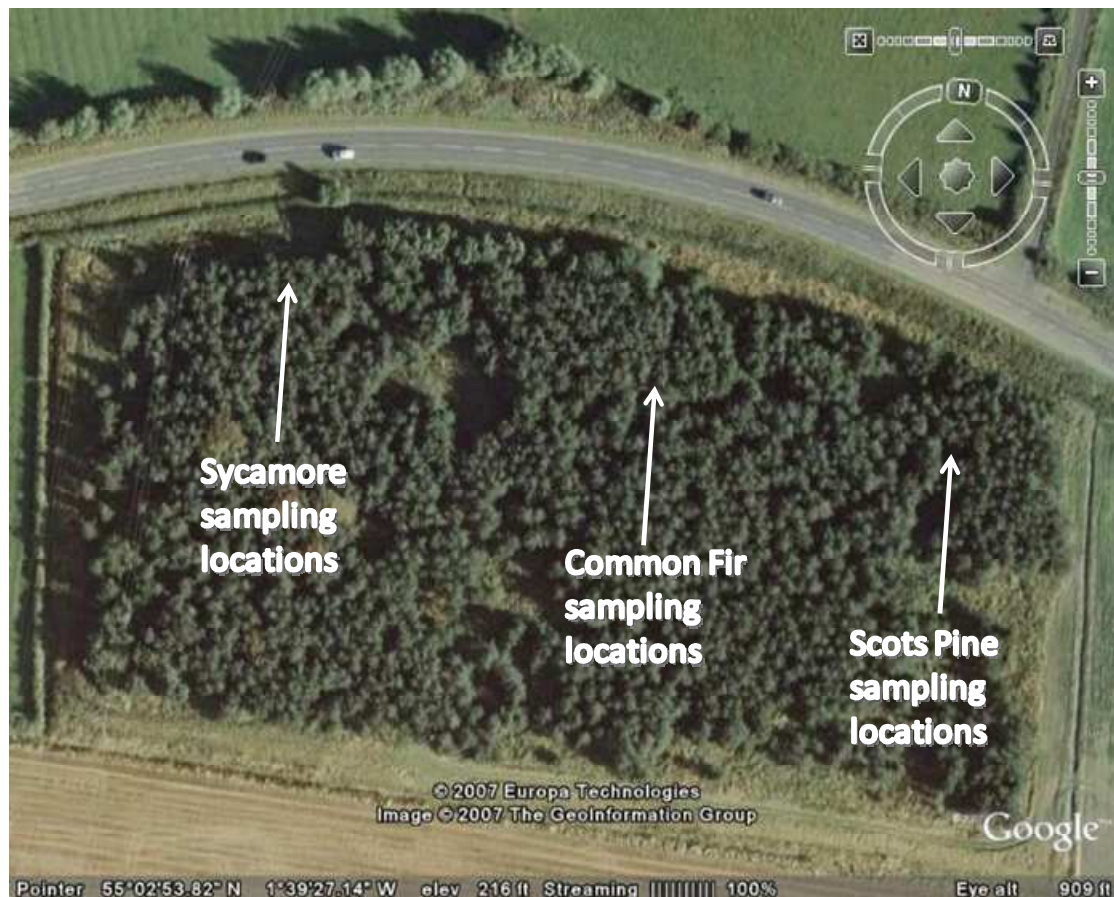 N
Sycamore
sampling
locations
Common Fir
sampling
locations
Scots Pine
sampling
locations
© 2007 Europa Technologies
Image © 2007 The GeoInformation Group
Google™
Pointer 55°02'53.82" N 1°39'27.14" W elev 216 ft Streaming ||||||||| 100% Eye alt 909 ft